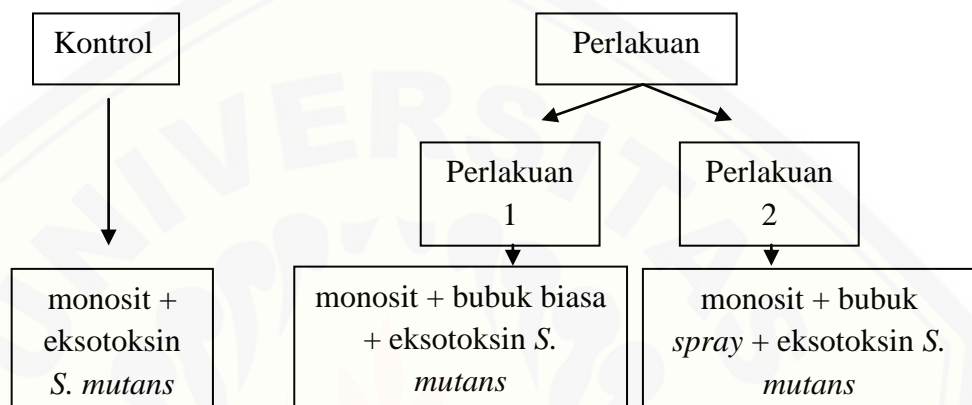 Kontrol
Perlakuan
Perlakuan
1
Perlakuan
2
monosit +
eksotoksin
S. mutans
monosit + bubuk biasa
+ eksotoksin S.
mutans
monosit + bubuk
spray + eksotoksin S.
mutans
UNIVERSITAS